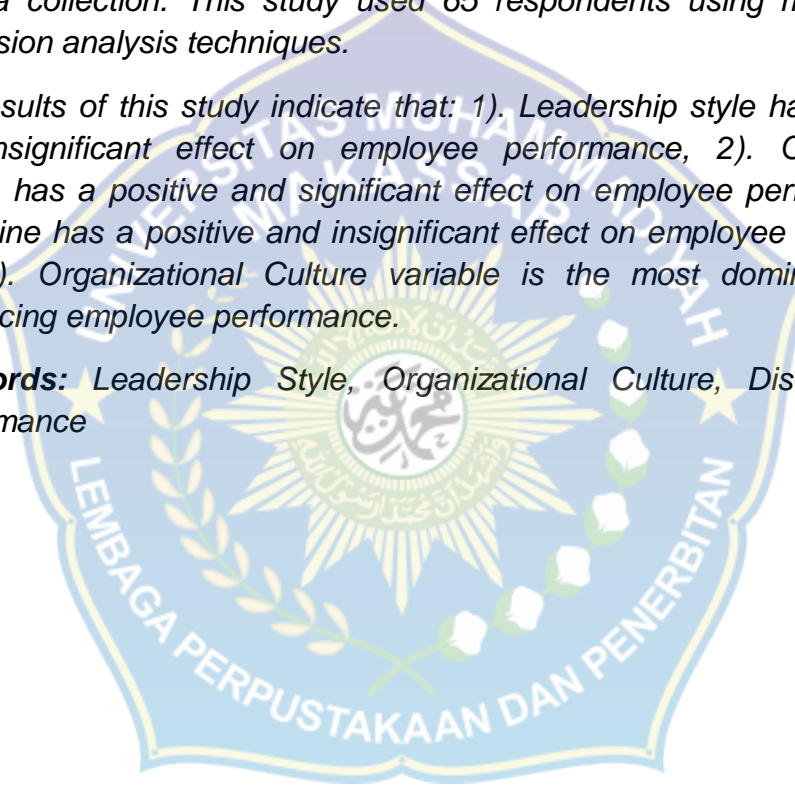 a collection. This study used 65 respondents using
sion analysis techniques.
sults of this study indicate that: 1). Leadership style ha
nsignificant effect on employee performance, 2). O
has a positive and significant effect on employee per
ine has a positive and insignificant effect on employee
). Organizational Culture variable is the most domin
cing employee performance.
ords: Leadership Style, Organizational Culture, Dis
mance
UNIVERSITAS MUHAMMADIYAH
MAKASSAR
LEMBAGA PERPUSTAKAAN DAN PENERBITAN